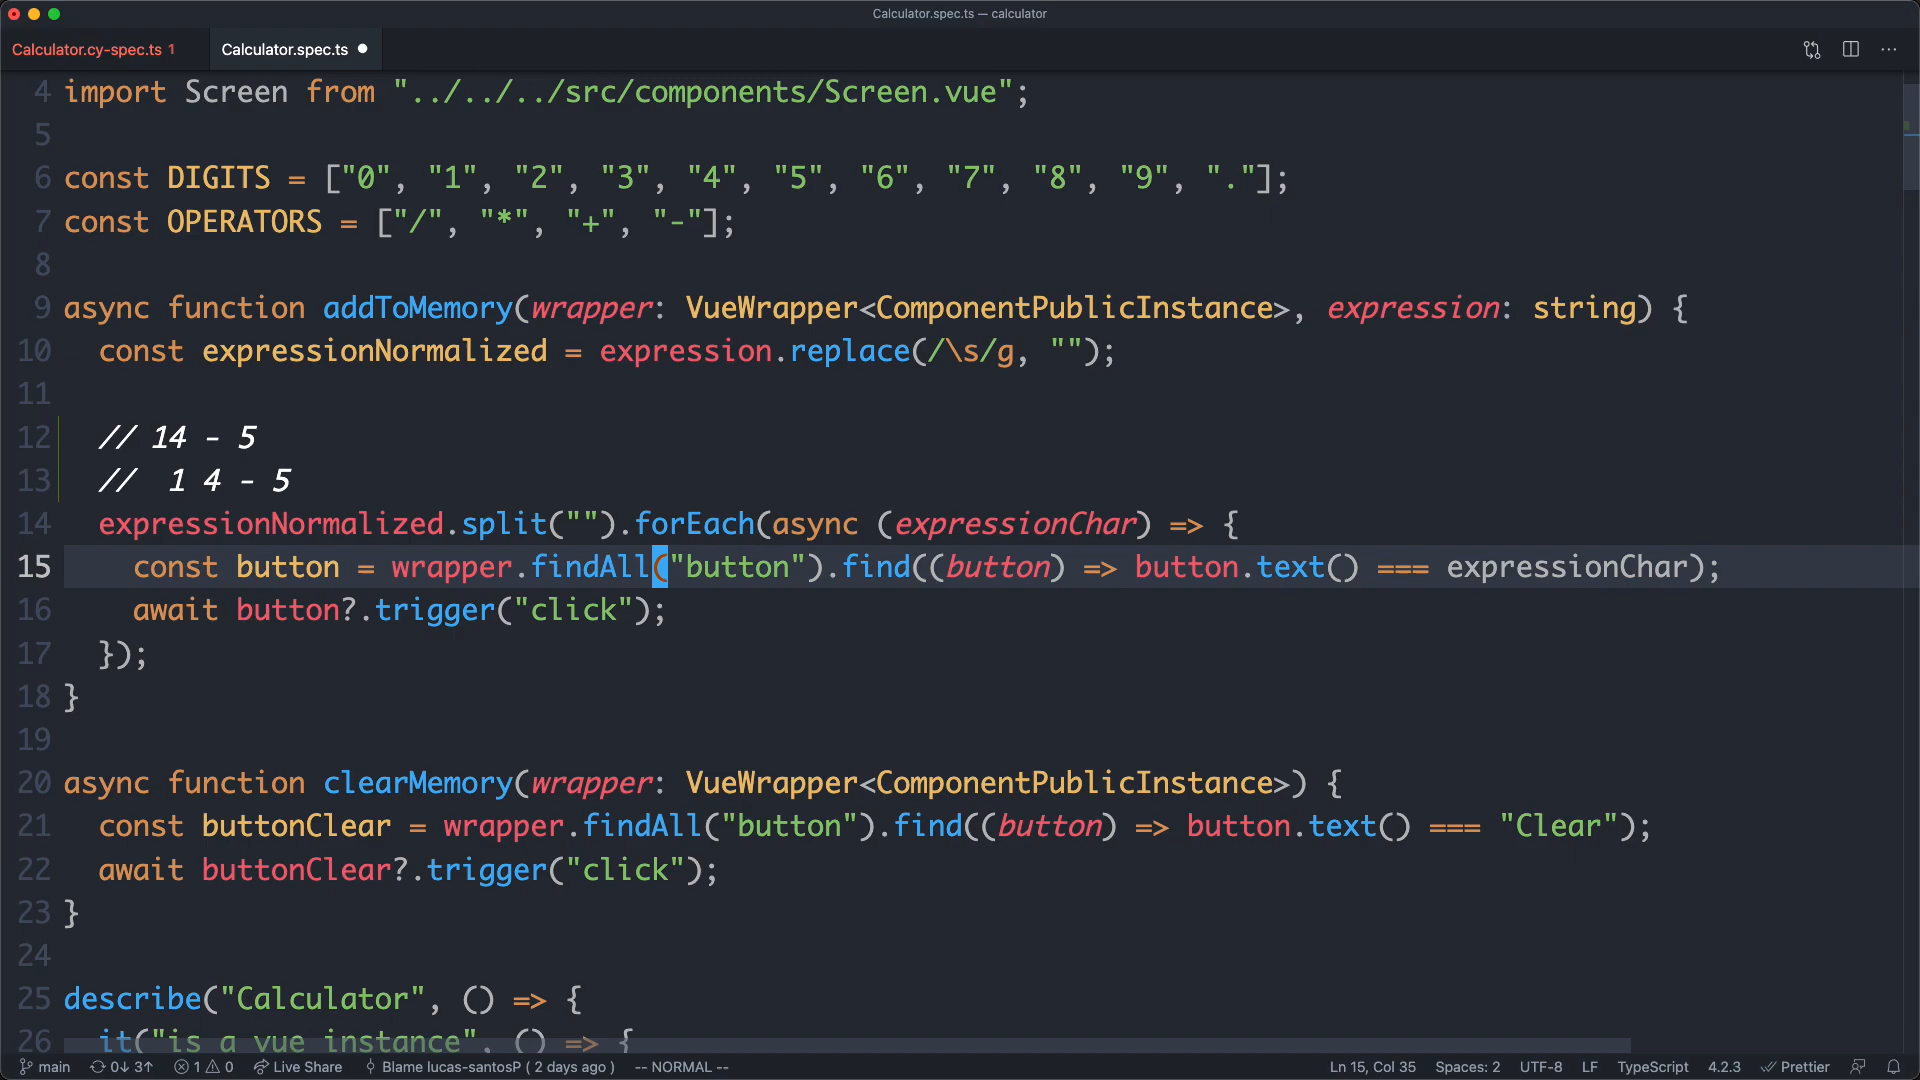 Calculator.spec.ts — calculator
Calculator.cy-spec.ts 1
Calculator.spec.ts
4 import Screen from "../../../src/components/Screen.vue";
5
6 const DIGITS = ["0", "1", "2", "3", "4", "5", "6", "7", "8", "9", "."];
7 const OPERATORS = ["/", "*", "+", "-"];
8
9 async function addToMemory(wrapper: VueWrapper<ComponentPublicInstance>, expression: string) {
10 const expressionNormalized = expression.replace(/\s/g, "");
11
12 // 14 - 5
13 //  1 4 - 5
14 expressionNormalized.split("").forEach(async (expressionChar) => {
15 const button = wrapper.findAll("button").find((button) => button.text() === expressionChar);
16 await button?.trigger("click");
17 });
18 }
19
20 async function clearMemory(wrapper: VueWrapper<ComponentPublicInstance>) {
21 const buttonClear = wrapper.findAll("button").find((button) => button.text() === "Clear");
22 await buttonClear?.trigger("click");
23 }
24
25 describe("Calculator", () => {
26 it("is a vue instance", () => {
main 0↓ 3↑ 1 0 Live Share Blame lucas-santosP ( 2 days ago ) -- NORMAL -- Ln 15, Col 35 Spaces: 2 UTF-8 LF TypeScript 4.2.3 Prettier